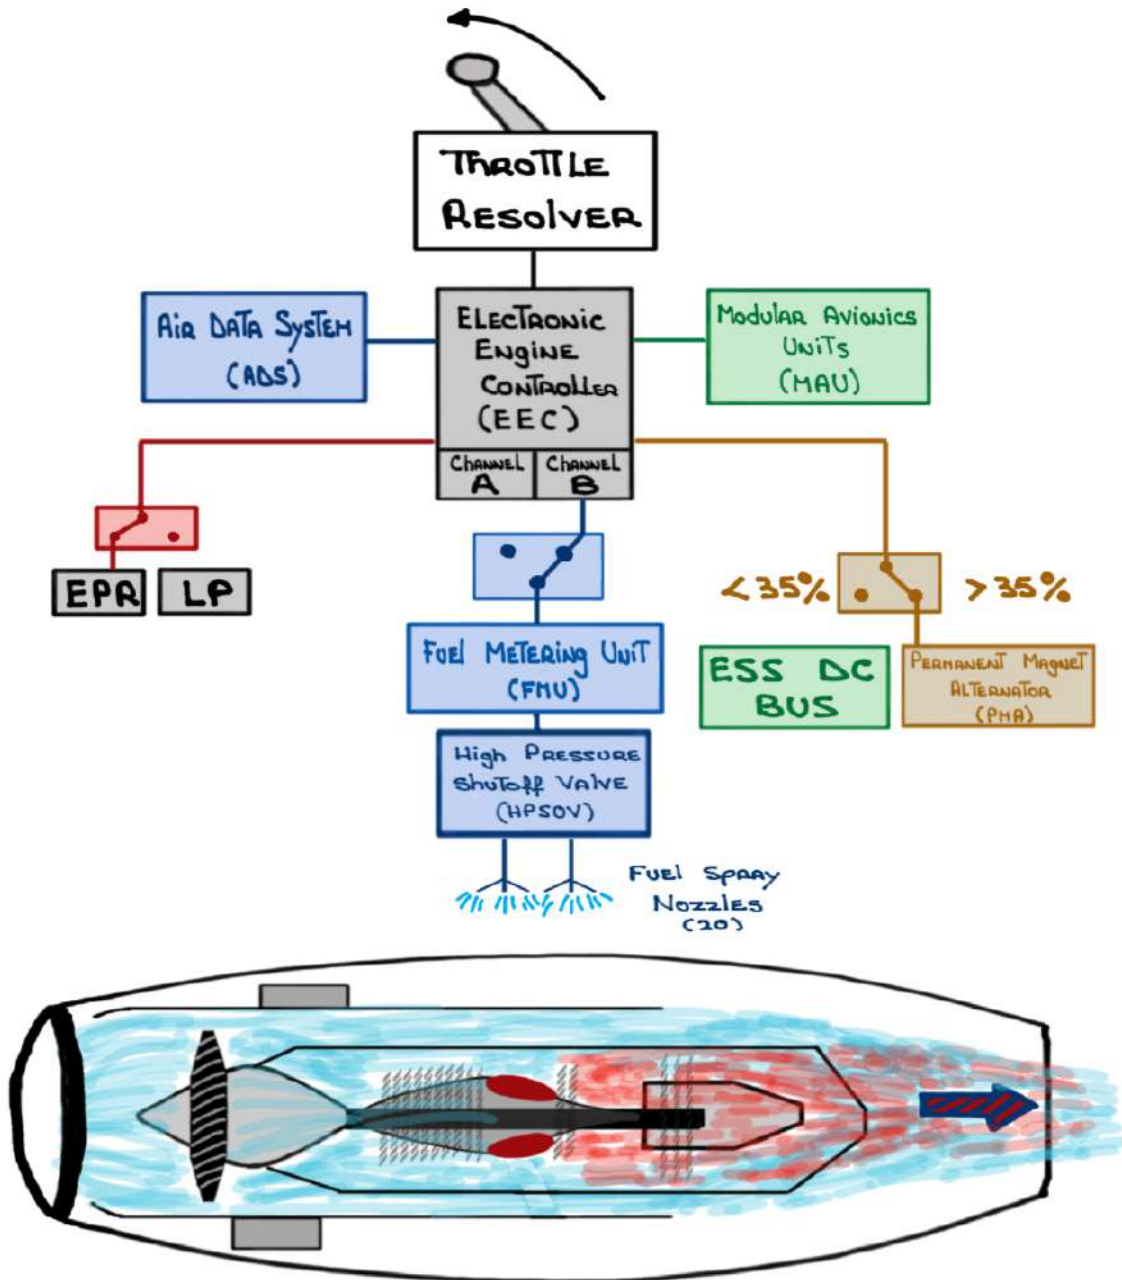 THROTTLE
RESOLVER
AIR DATA SYSTEM
(ADS)
ELECTRONIC
ENGINE
CONTROLLER
(EEC)
MODULAR AVIONICS
UNITS
(MAU)
CHANNEL
A
CHANNEL
B
EPR
LP
<35%
>35%
FUEL METERING UNIT
(FMU)
ESS DC
BUS
PERMANENT MAGNET
ALTERNATOR
(PMA)
HIGH PRESSURE
SHUTOFF VALVE
(HPSOV)
FUEL SPRAY
NOZZLES
(20)